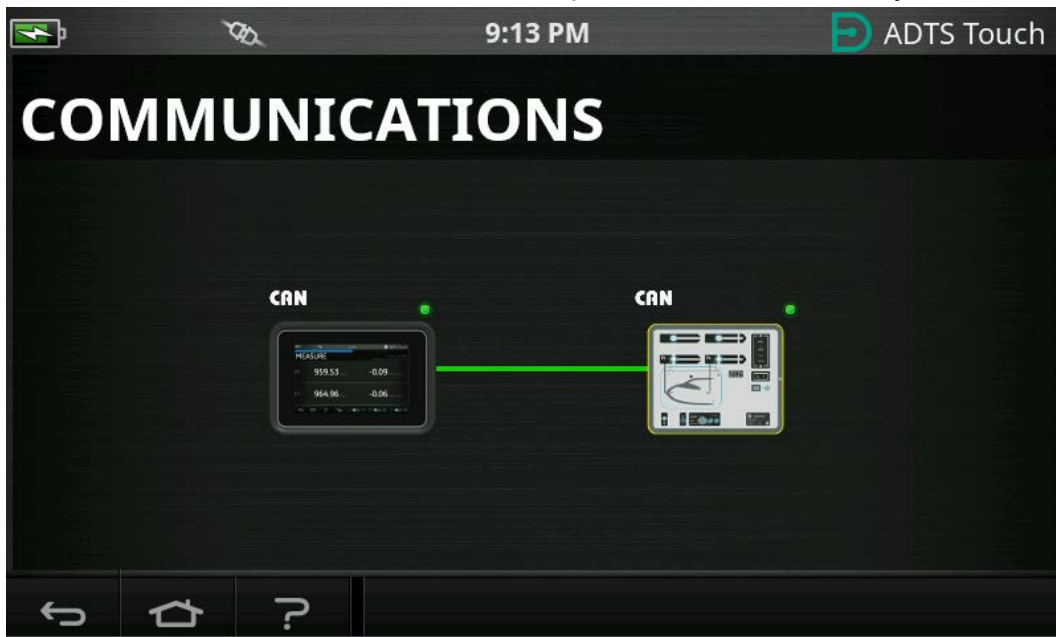 9:13 PM
ADTS Touch
COMMUNICATIONS
CAN
CAN
MEASURE
959.53
-0.09
964.96
-0.06